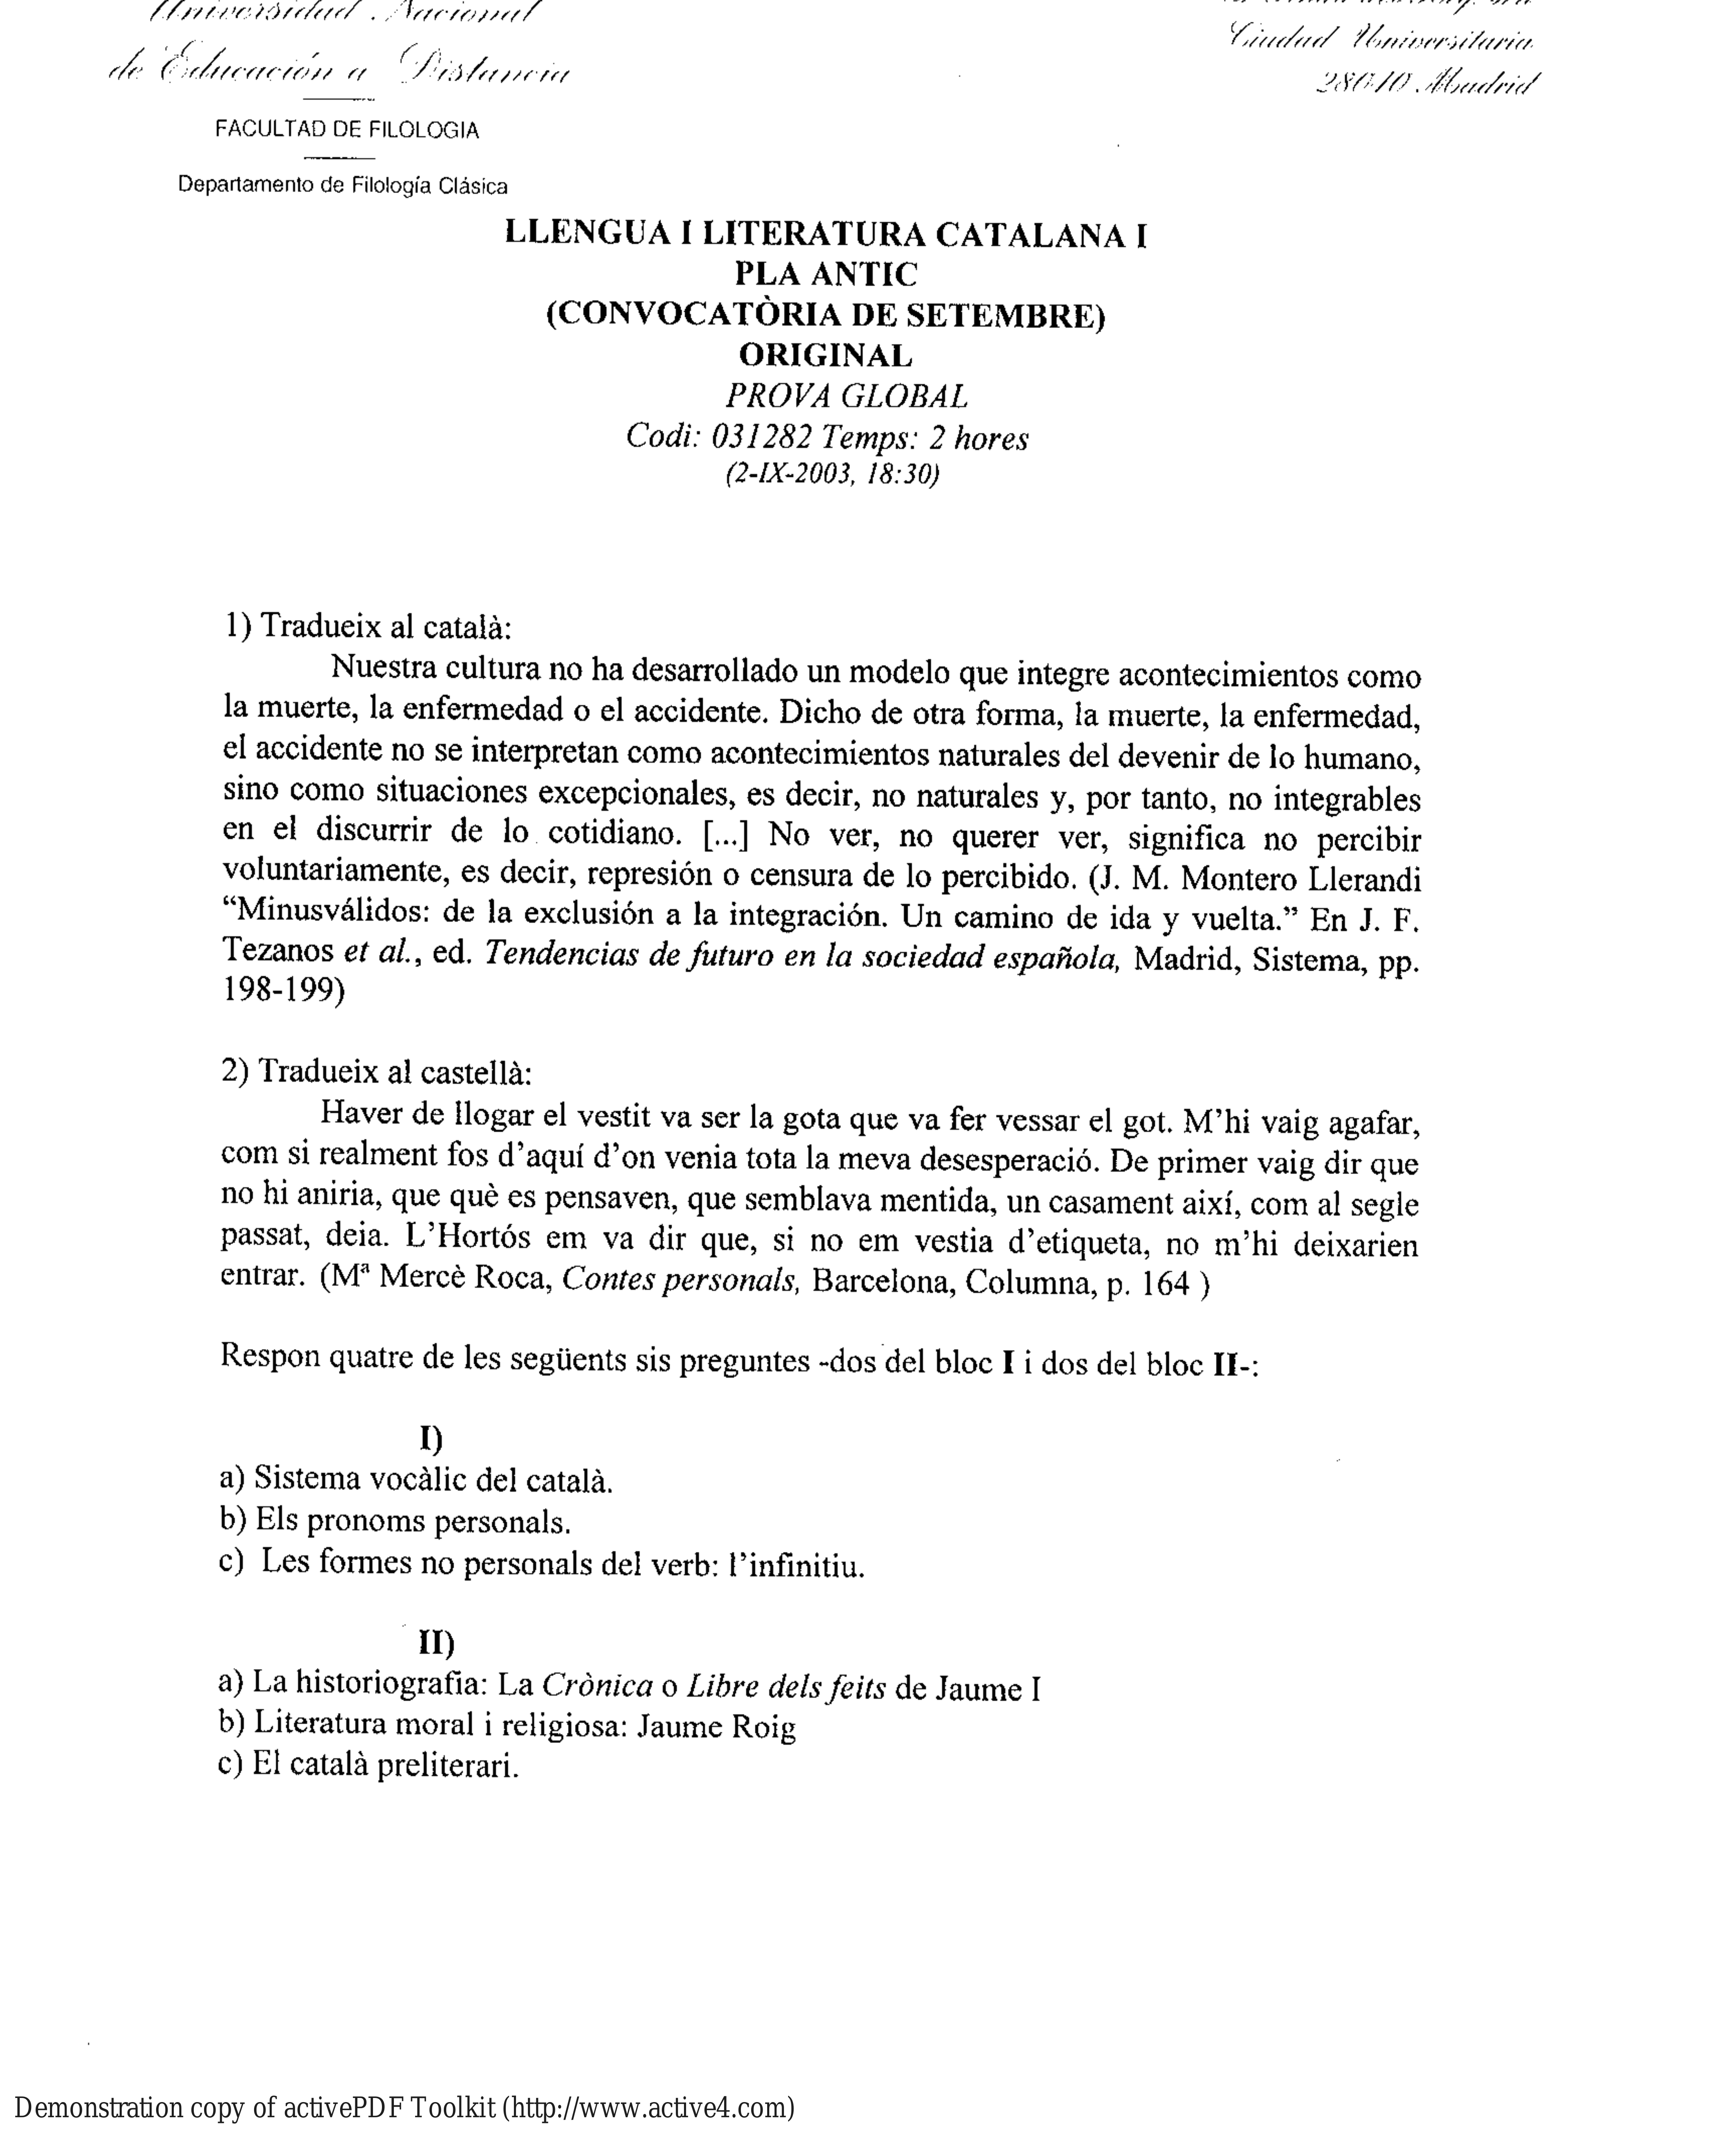 Universidad Nacional
de Educación a Distancia
Ciudad Universitaria
28040 Madrid
FACULTAD DE FILOLOGIA
Departamento de Filología Clásica
LLENGUA I LITERATURA CATALANA I
PLA ANTIC
(CONVOCATÒRIA DE SETEMBRE)
ORIGINAL
PROVA GLOBAL
Codi: 031282 Temps: 2 hores
(2-IX-2003, 18:30)
1) Tradueix al català:
Nuestra cultura no ha desarrollado un modelo que integre acontecimientos como
la muerte, la enfermedad o el accidente. Dicho de otra forma, la muerte, la enfermedad,
el accidente no se interpretan como acontecimientos naturales del devenir de lo humano,
sino como situaciones excepcionales, es decir, no naturales y, por tanto, no integrables
en el discurrir de lo cotidiano. [...] No ver, no querer ver, significa no percibir
voluntariamente, es decir, represión o censura de lo percibido. (J. M. Montero Llerandi
“Minusválidos: de la exclusión a la integración. Un camino de ida y vuelta.” En J. F.
Tezanos et al., ed. Tendencias de futuro en la sociedad española, Madrid, Sistema, pp.
198-199)
2) Tradueix al castellà:
Haver de llogar el vestit va ser la gota que va fer vessar el got. M’hi vaig agafar,
com si realment fos d’aquí d’on venia tota la meva desesperació. De primer vaig dir que
no hi aniria, que què es pensaven, que semblava mentida, un casament així, com al segle
passat, deia. L’Hortós em va dir que, si no em vestia d’etiqueta, no m’hi deixarien
entrar. (Mª Mercè Roca, Contes personals, Barcelona, Columna, p. 164 )
Respon quatre de les següents sis preguntes -dos del bloc I i dos del bloc II-:
I)
a) Sistema vocàlic del català.
b) Els pronoms personals.
c) Les formes no personals del verb: l’infinitiu.
II)
a) La historiografia: La Crònica o Libre dels feits de Jaume I
b) Literatura moral i religiosa: Jaume Roig
c) El català preliterari.
Demonstration copy of activePDF Toolkit (http://www.active4.com)